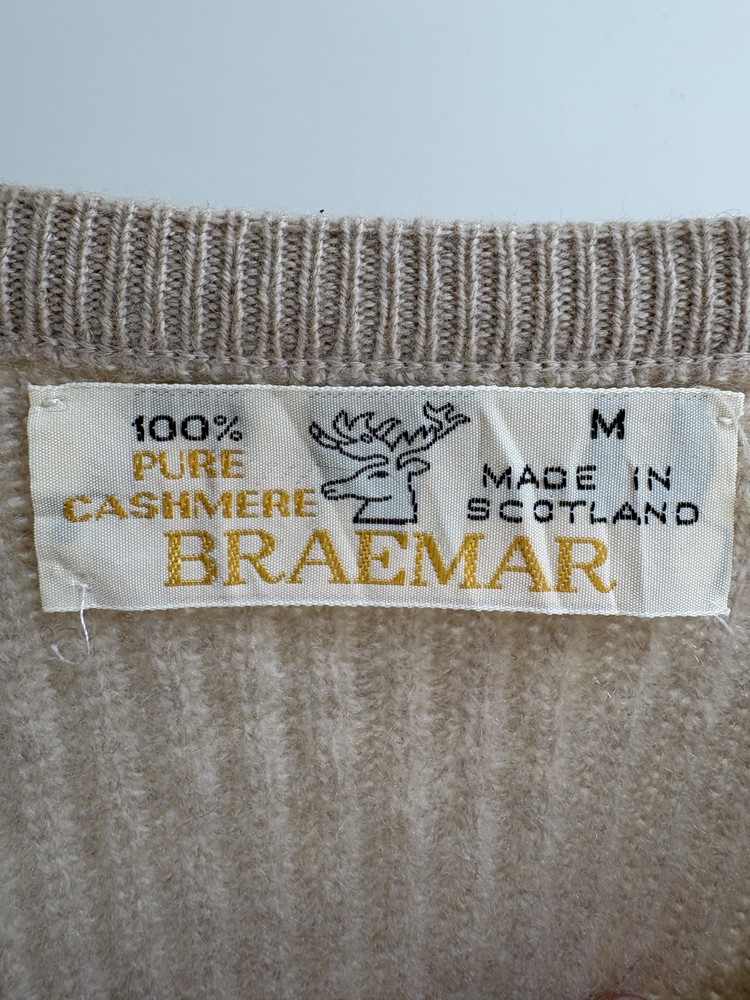 100%
PURE
CASHMERE
M
MADE IN
SCOTLAND
BRAEMAR